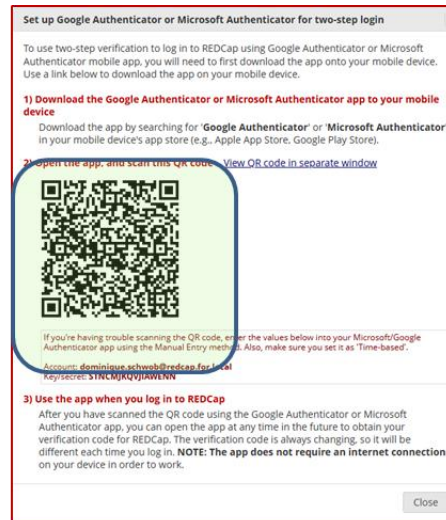 Set up Google Authenticator or Microsoft Authenticator for two-step login
To use two-step verification to log in to REDCap using Google Authenticator or Microsoft
Authenticator mobile app, you will need to first download the app onto your mobile device.
Use a link below to download the app on your mobile device.
1) Download the Google Authenticator or Microsoft Authenticator app to your mobile
device
Download the app by searching for 'Google Authenticator' or 'Microsoft Authenticator'
in your mobile device's app store (e.g., Apple App Store, Google Play Store).
2) Open the app, and scan this QR code View QR code in separate window
If you're having trouble scanning the QR code, enter the values below into your Microsoft/Google
Authenticator app using the Manual Entry method. Also, make sure you set it as 'Time-based'.
Account: dominique.schwob@redcap.for.local
Key/secret:
3) Use the app when you log in to REDCap
After you have scanned the QR code using the Google Authenticator or Microsoft
Authenticator app, you can open the app at any time in the future to obtain your
verification code for REDCap. The verification code is always changing, so it will be
different each time you log in. NOTE: The app does not require an internet connection
on your device in order to work.
Close